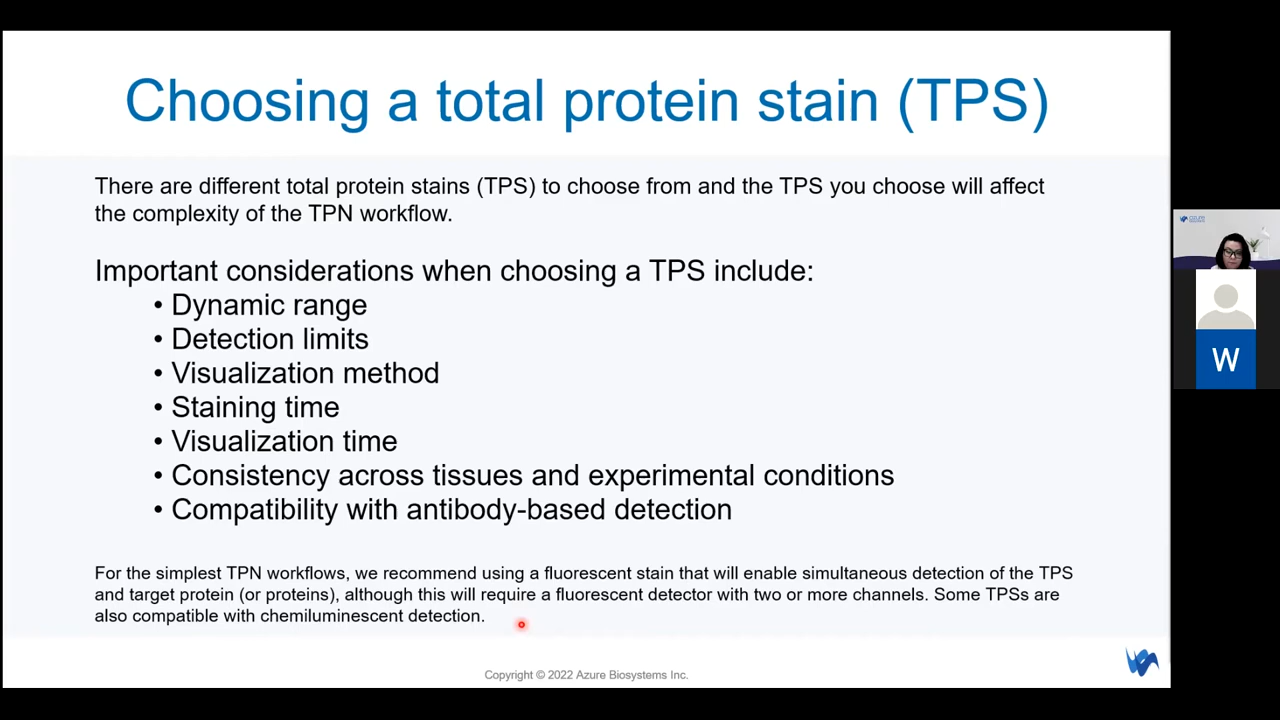 Choosing a total protein stain (TPS)
There are different total protein stains (TPS) to choose from and the TPS you choose will affect
the complexity of the TPN workflow.
Important considerations when choosing a TPS include:
• Dynamic range
• Detection limits
• Visualization method
• Staining time
• Visualization time
• Consistency across tissues and experimental conditions
• Compatibility with antibody-based detection
For the simplest TPN workflows, we recommend using a fluorescent stain that will enable simultaneous detection of the TPS
and target protein (or proteins), although this will require a fluorescent detector with two or more channels. Some TPSs are
also compatible with chemiluminescent detection.
Copyright © 2022 Azure Biosystems Inc.
W